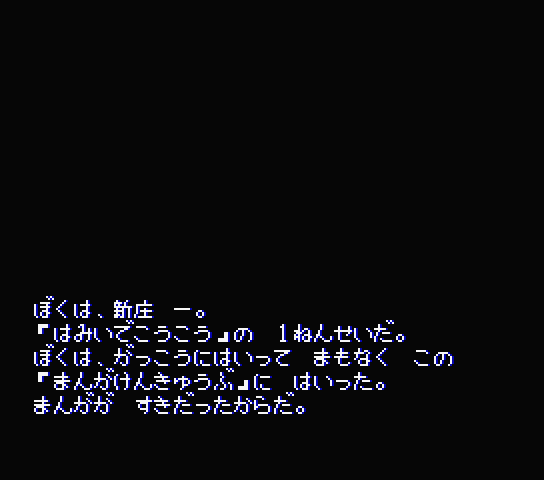 ぼくは、新庄　一。
『はみいでこうこう』の　1ねんせいだ。
ぼくは、がっこうにはいって　まもなく　この
『まんがけんきゅうぶ』に　はいった。
まんがが　すきだったからだ。